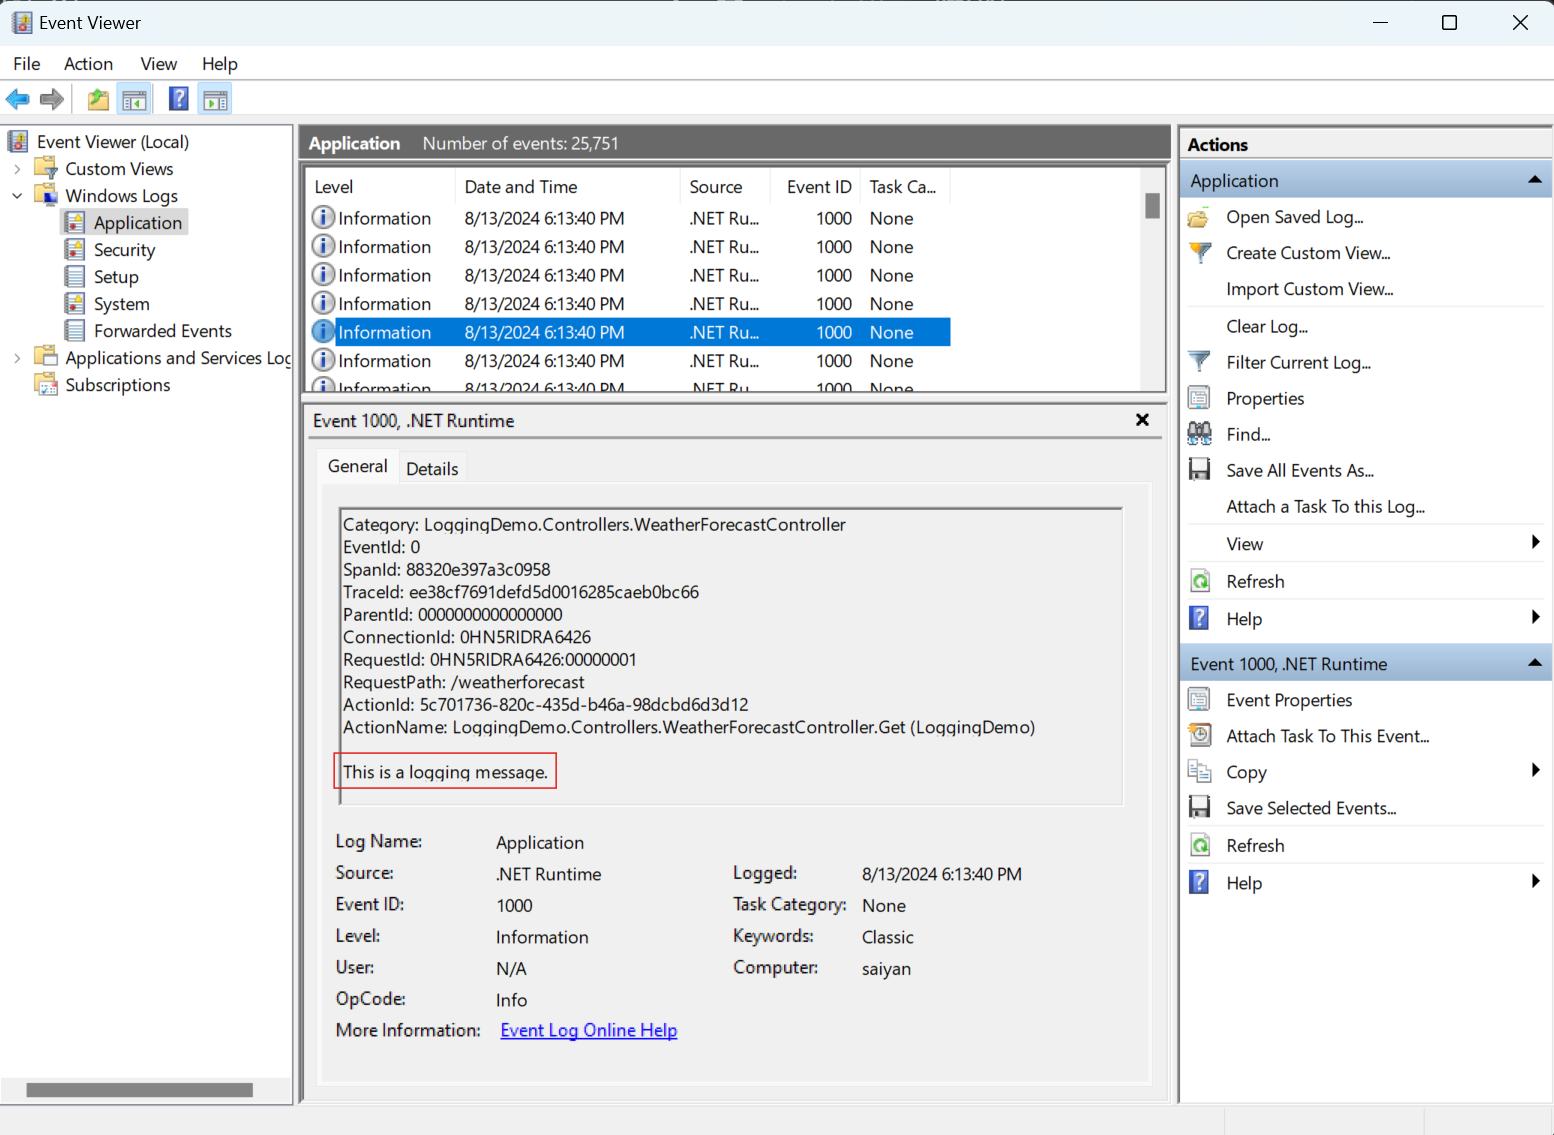 Event Viewer
File Action View Help
Event Viewer (Local)
Custom Views
Windows Logs
Application
Security
Setup
System
Forwarded Events
Applications and Services Log
Subscriptions
Application Number of events: 25,751
Level Date and Time Source Event ID Task Ca...
Information 8/13/2024 6:13:40 PM .NET Ru... 1000 None
Information 8/13/2024 6:13:40 PM .NET Ru... 1000 None
Information 8/13/2024 6:13:40 PM .NET Ru... 1000 None
Information 8/13/2024 6:13:40 PM .NET Ru... 1000 None
Information 8/13/2024 6:13:40 PM .NET Ru... 1000 None
Information 8/13/2024 6:13:40 PM .NET Ru... 1000 None
Information 8/13/2024 6:13:40 PM .NET Ru... 1000 None
Event 1000, .NET Runtime
General Details
Category: LoggingDemo.Controllers.WeatherForecastController
EventId: 0
SpanId: 88320e397a3c0958
TraceId: ee38cf7691defd5d0016285caeb0bc66
ParentId: 0000000000000000
ConnectionId: 0HN5RIDRA6426
RequestId: 0HN5RIDRA6426:00000001
RequestPath: /weatherforecast
ActionId: 5c701736-820c-435d-b46a-98dcbd6d3d12
ActionName: LoggingDemo.Controllers.WeatherForecastController.Get (LoggingDemo)
This is a logging message.
Log Name: Application
Source: .NET Runtime Logged: 8/13/2024 6:13:40 PM
Event ID: 1000 Task Category: None
Level: Information Keywords: Classic
User: N/A Computer: saiyan
OpCode: Info
More Information: Event Log Online Help
Actions
Application
Open Saved Log...
Create Custom View...
Import Custom View...
Clear Log...
Filter Current Log...
Properties
Find...
Save All Events As...
Attach a Task To this Log...
View
Refresh
Help
Event 1000, .NET Runtime
Event Properties
Attach Task To This Event...
Copy
Save Selected Events...
Refresh
Help